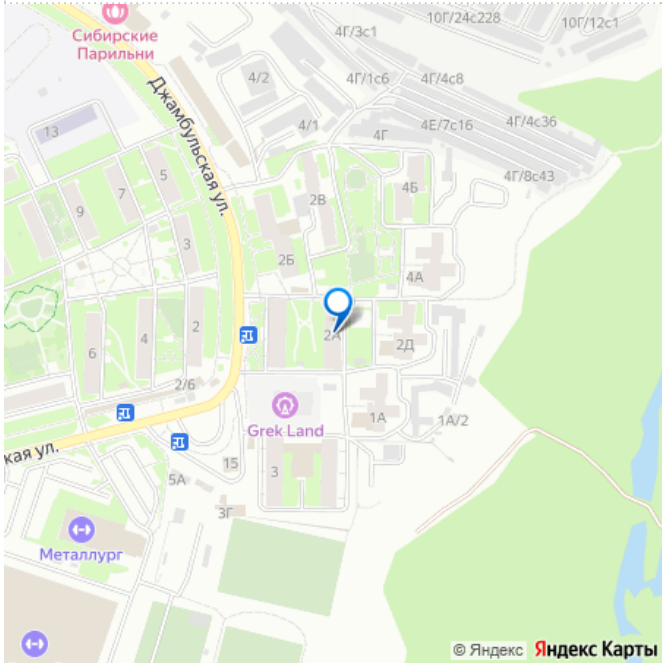 10Г/24с228
10Г/12с1
Сибирские
Парильни
4Г/3с1
4/2
4Г/1с6
4Г/4с8
Джамбульская ул.
13
4/1
4Г
4Е/7с16
4Г/4с36
4Г/8с43
5
7
9
2В
4Б
3
2Б
4А
2
4
6
2А
2Д
2/6
Grek Land
1А
1А/2
кая ул.
15
3
5А
3Г
Металлург
© Яндекс Яндекс Карты